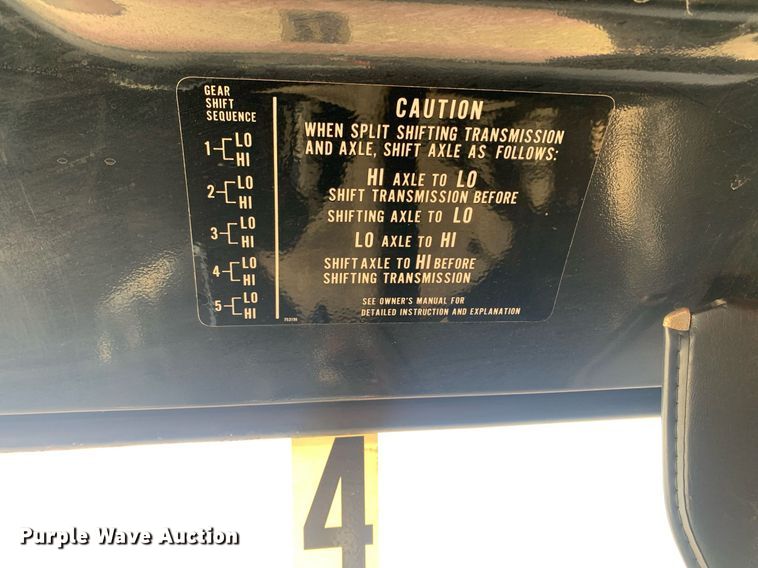 GEAR
SHIFT
SEQUENCE
1 LO
HI
2 LO
HI
3 LO
HI
4 LO
HI
5 LO
HI
CAUTION
WHEN SPLIT SHIFTING TRANSMISSION
AND AXLE, SHIFT AXLE AS FOLLOWS:
HI AXLE TO LO
SHIFT TRANSMISSION BEFORE
SHIFTING AXLE TO LO
LO AXLE TO HI
SHIFT AXLE TO HI BEFORE
SHIFTING TRANSMISSION
SEE OWNER'S MANUAL FOR
DETAILED INSTRUCTION AND EXPLANATION
4
Purple Wave Auction